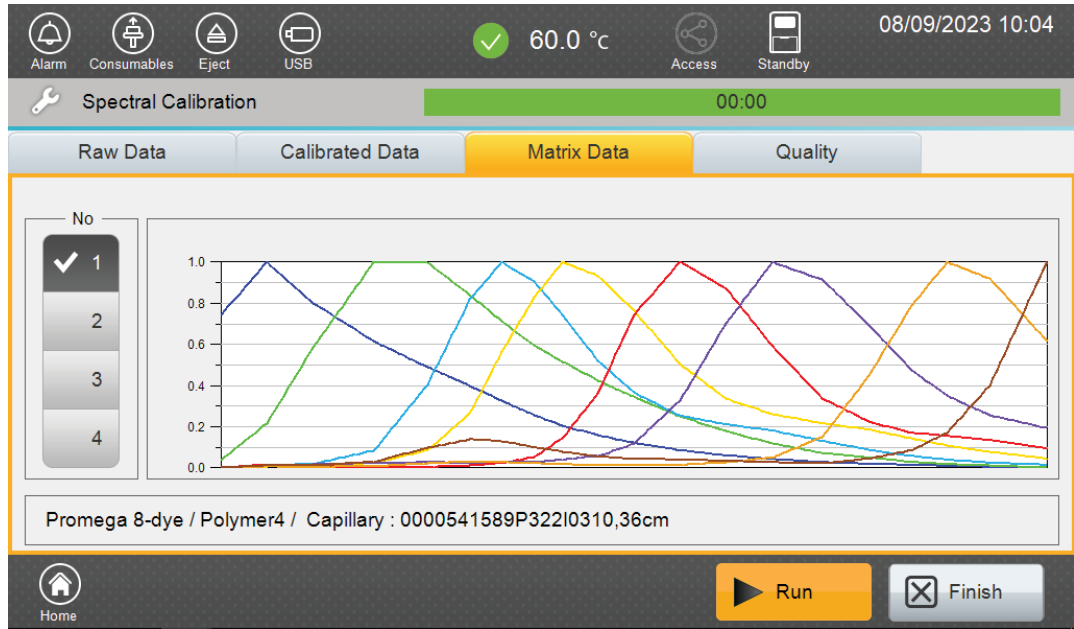 08/09/2023 10:04
60.0 °c
Alarm Consumables Eject USB Access Standby
Spectral Calibration 00:00
Raw Data Calibrated Data Matrix Data Quality
No
1
2
3
4
1.0
0.8
0.6
0.4
0.2
0.0
Promega 8-dye / Polymer4 / Capillary : 0000541589P322I0310,36cm
Run Finish
Home